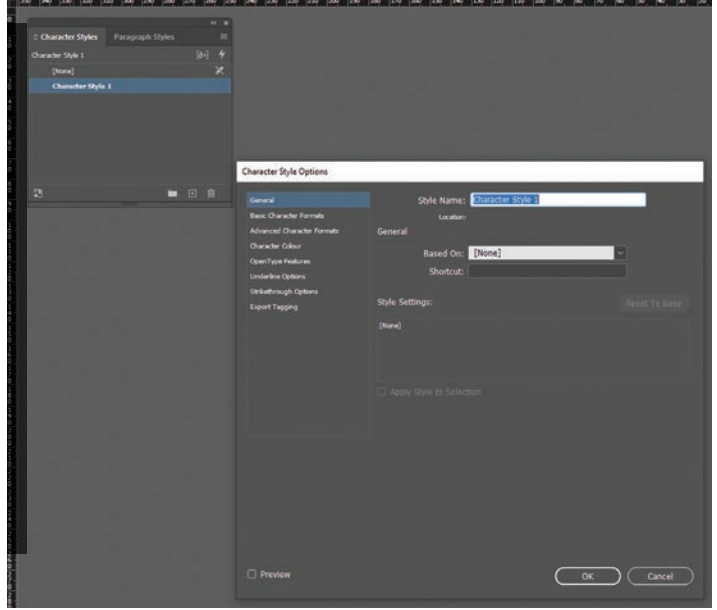 Character Styles
Paragraph Styles
Character Style 1
[a+]
[None]
Character Style 1
Character Style Options
General
Basic Character Formats
Advanced Character Formats
Character Colour
OpenType Features
Underline Options
Strikethrough Options
Export Tagging
Style Name: Character Style 1
Location:
General
Based On: [None]
Shortcut:
Style Settings:
Reset To Base
[None]
Apply Style to Selection
Preview
OK
Cancel